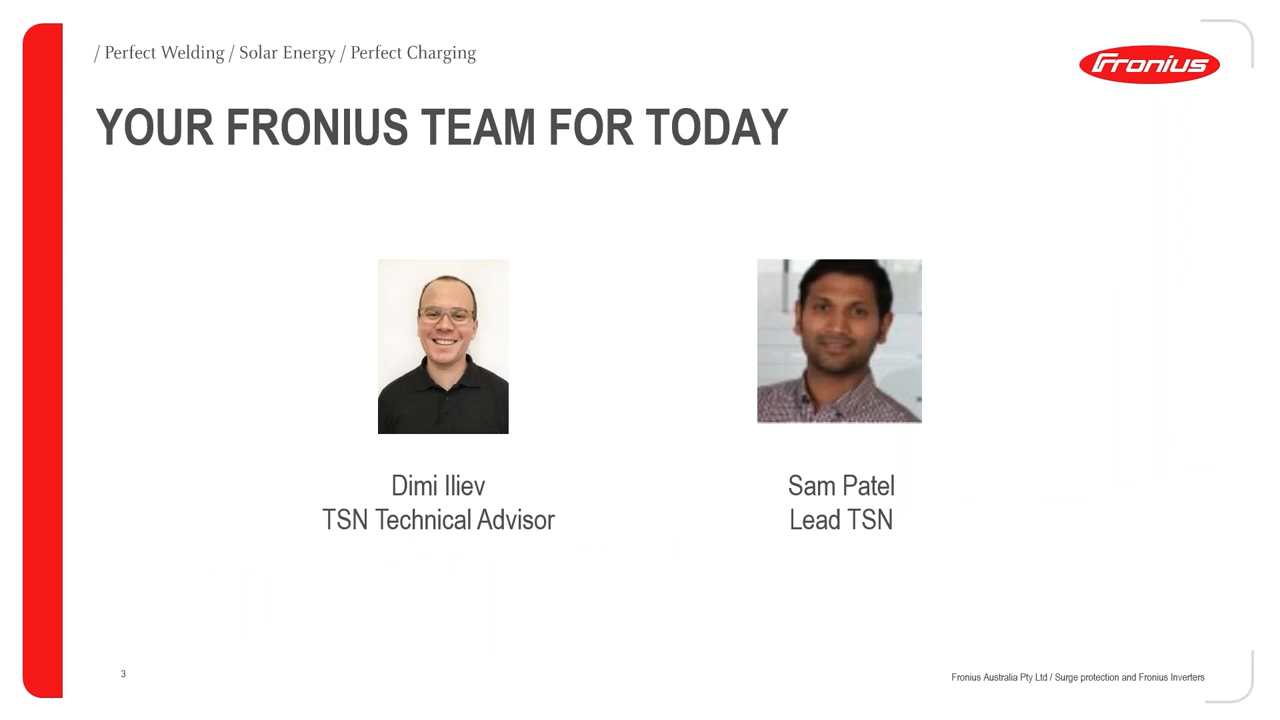 / Perfect Welding / Solar Energy / Perfect Charging
Fronius
YOUR FRONIUS TEAM FOR TODAY
Dimi Iliev
TSN Technical Advisor
Sam Patel
Lead TSN
3
Fronius Australia Pty Ltd / Surge protection and Fronius Inverters